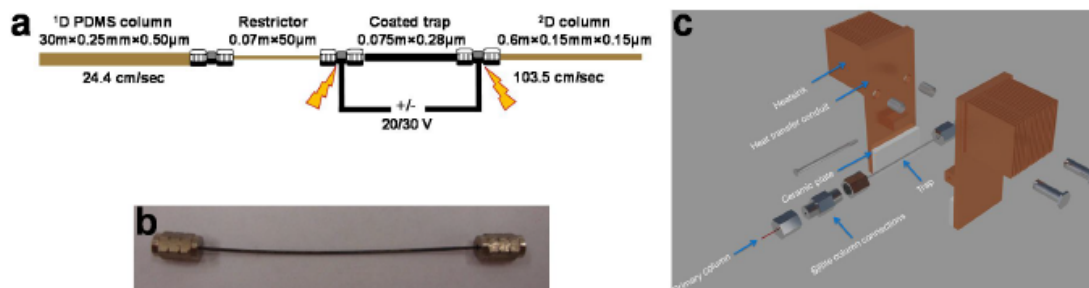 a
¹D PDMS column
30m×0.25mm×0.50µm
24.4 cm/sec
Restrictor
0.07m×50µm
Coated trap
0.075m×0.28µm
+/-
20/30 V
²D column
0.6m×0.15mm×0.15µm
103.5 cm/sec
b
c
Heatsink
Heat transfer conduit
Ceramic plate
Trap
SilTite column connections
Primary column